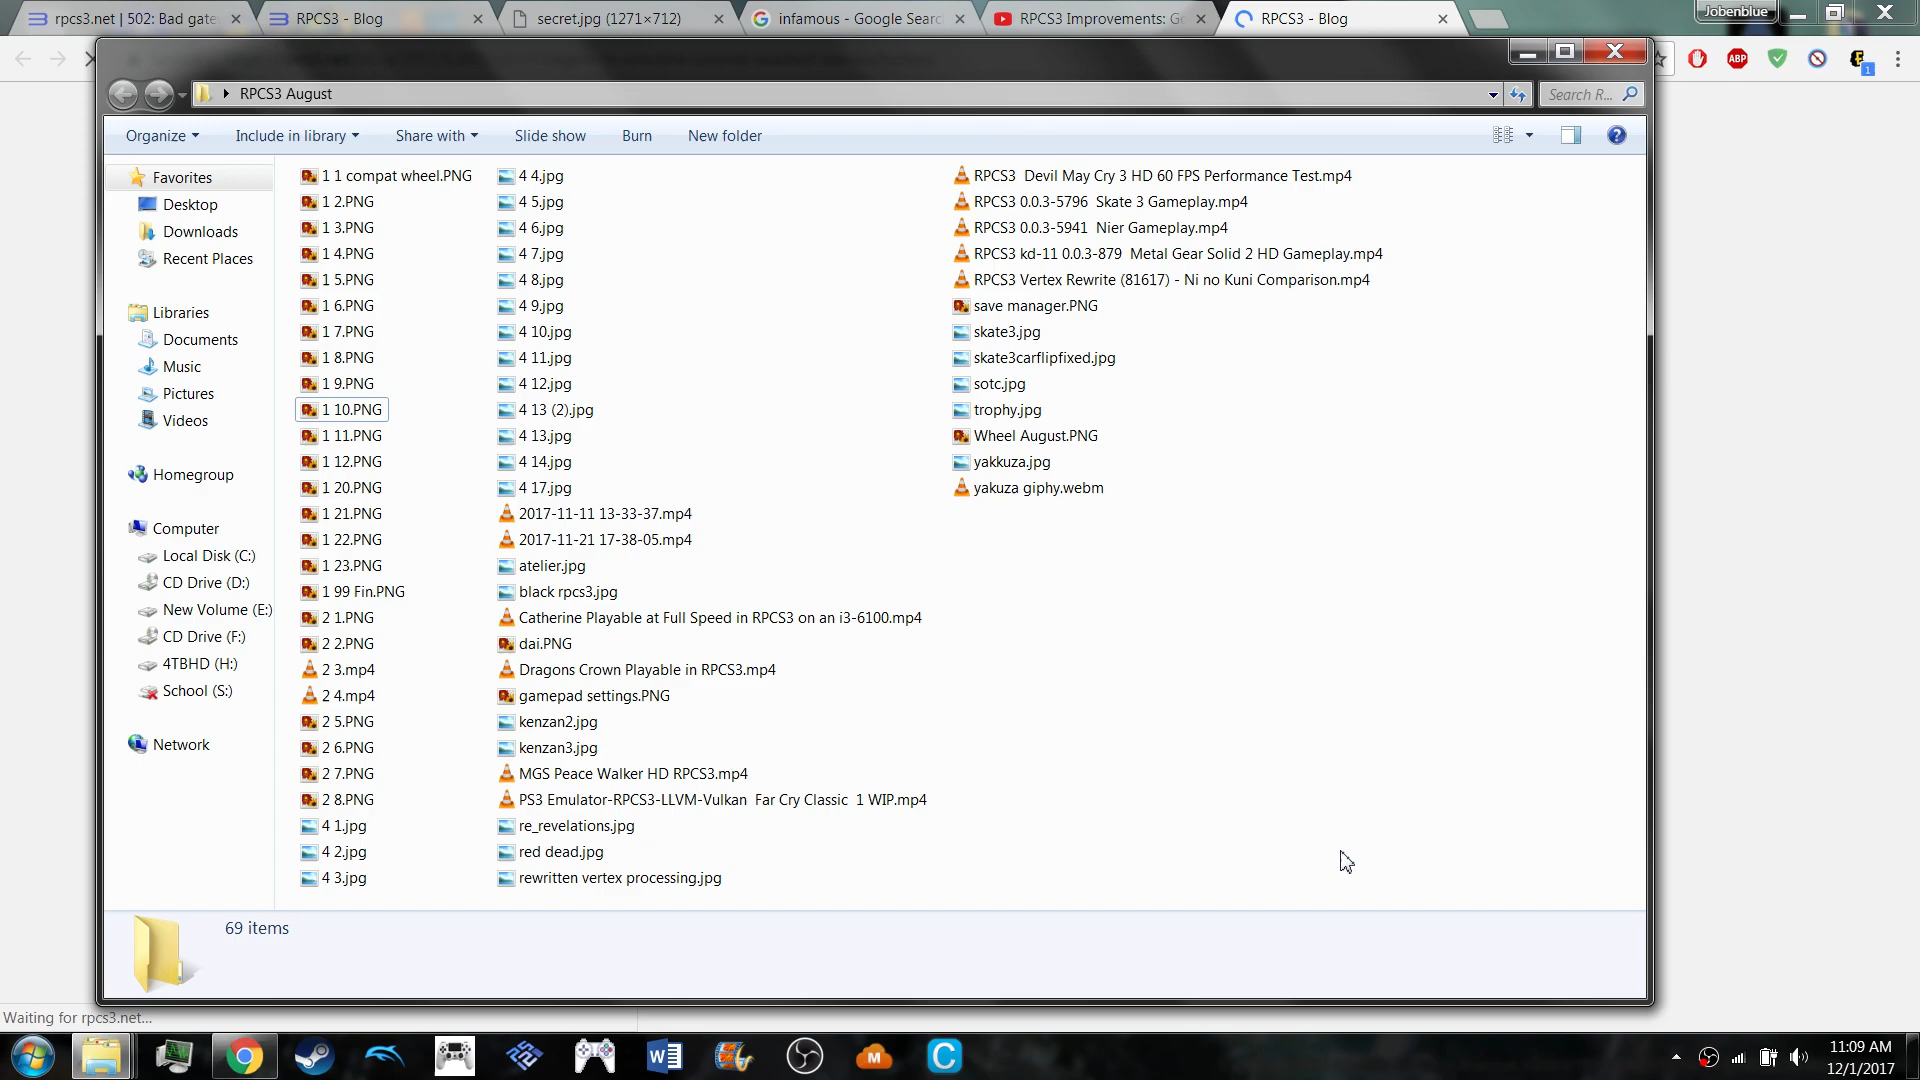 rpcs3.net | 502: Bad gate
RPCS3 - Blog
secret.jpg (1271×712)
infamous - Google Searc
RPCS3 Improvements: Go
RPCS3 - Blog
Jobenblue
ABP
1
RPCS3 August
Search R...
Organize
Include in library
Share with
Slide show
Burn
New folder
Favorites
Desktop
Downloads
Recent Places
Libraries
Documents
Music
Pictures
Videos
Homegroup
Computer
Local Disk (C:)
CD Drive (D:)
New Volume (E:)
CD Drive (F:)
4TBHD (H:)
School (S:)
Network
1 1 compat wheel.PNG
1 2.PNG
1 3.PNG
1 4.PNG
1 5.PNG
1 6.PNG
1 7.PNG
1 8.PNG
1 9.PNG
1 10.PNG
1 11.PNG
1 12.PNG
1 20.PNG
1 21.PNG
1 22.PNG
1 23.PNG
1 99 Fin.PNG
2 1.PNG
2 2.PNG
2 3.mp4
2 4.mp4
2 5.PNG
2 6.PNG
2 7.PNG
2 8.PNG
4 1.jpg
4 2.jpg
4 3.jpg
4 4.jpg
4 5.jpg
4 6.jpg
4 7.jpg
4 8.jpg
4 9.jpg
4 10.jpg
4 11.jpg
4 12.jpg
4 13 (2).jpg
4 13.jpg
4 14.jpg
4 17.jpg
2017-11-11 13-33-37.mp4
2017-11-21 17-38-05.mp4
atelier.jpg
black rpcs3.jpg
Catherine Playable at Full Speed in RPCS3 on an i3-6100.mp4
dai.PNG
Dragons Crown Playable in RPCS3.mp4
gamepad settings.PNG
kenzan2.jpg
kenzan3.jpg
MGS Peace Walker HD RPCS3.mp4
PS3 Emulator-RPCS3-LLVM-Vulkan  Far Cry Classic  1 WIP.mp4
re_revelations.jpg
red dead.jpg
rewritten vertex processing.jpg
RPCS3  Devil May Cry 3 HD 60 FPS Performance Test.mp4
RPCS3 0.0.3-5796  Skate 3 Gameplay.mp4
RPCS3 0.0.3-5941  Nier Gameplay.mp4
RPCS3 kd-11 0.0.3-879  Metal Gear Solid 2 HD Gameplay.mp4
RPCS3 Vertex Rewrite (81617) - Ni no Kuni Comparison.mp4
save manager.PNG
skate3.jpg
skate3carflipfixed.jpg
sotc.jpg
trophy.jpg
Wheel August.PNG
yakkuza.jpg
yakuza giphy.webm
69 items
Waiting for rpcs3.net...
11:09 AM
12/1/2017